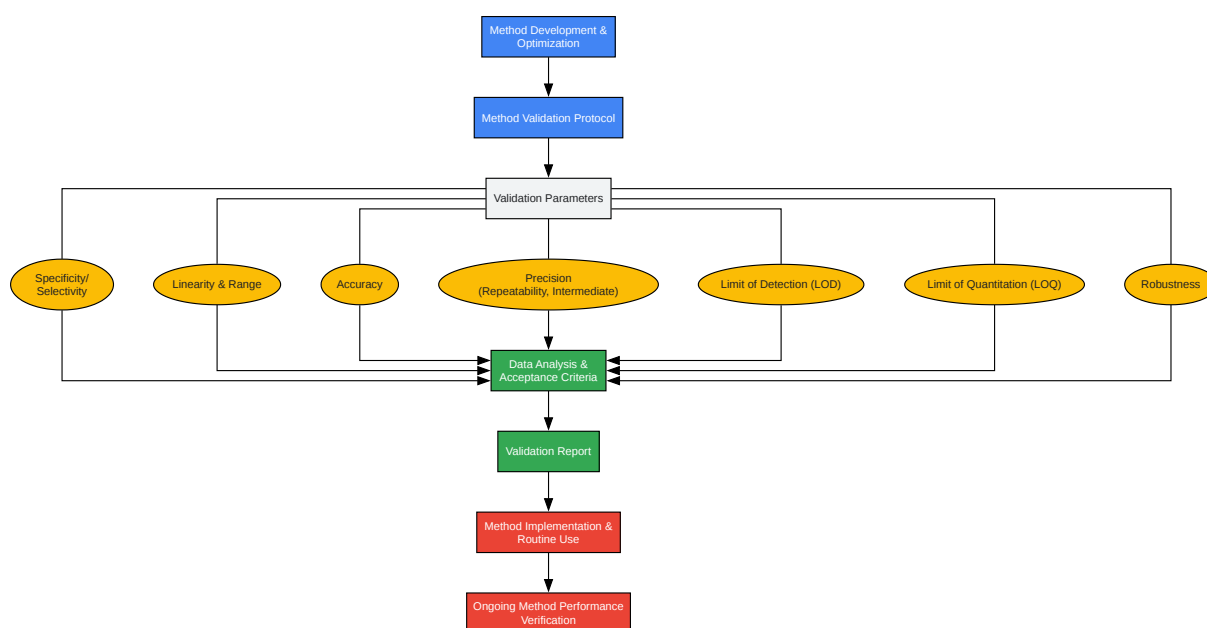 Method Development &
Optimization
Method Validation Protocol
Validation Parameters
Specificity/
Selectivity
Linearity & Range
Accuracy
Precision
(Repeatability, Intermediate)
Limit of Detection (LOD)
Limit of Quantitation (LOQ)
Robustness
Data Analysis &
Acceptance Criteria
Validation Report
Method Implementation &
Routine Use
Ongoing Method Performance
Verification